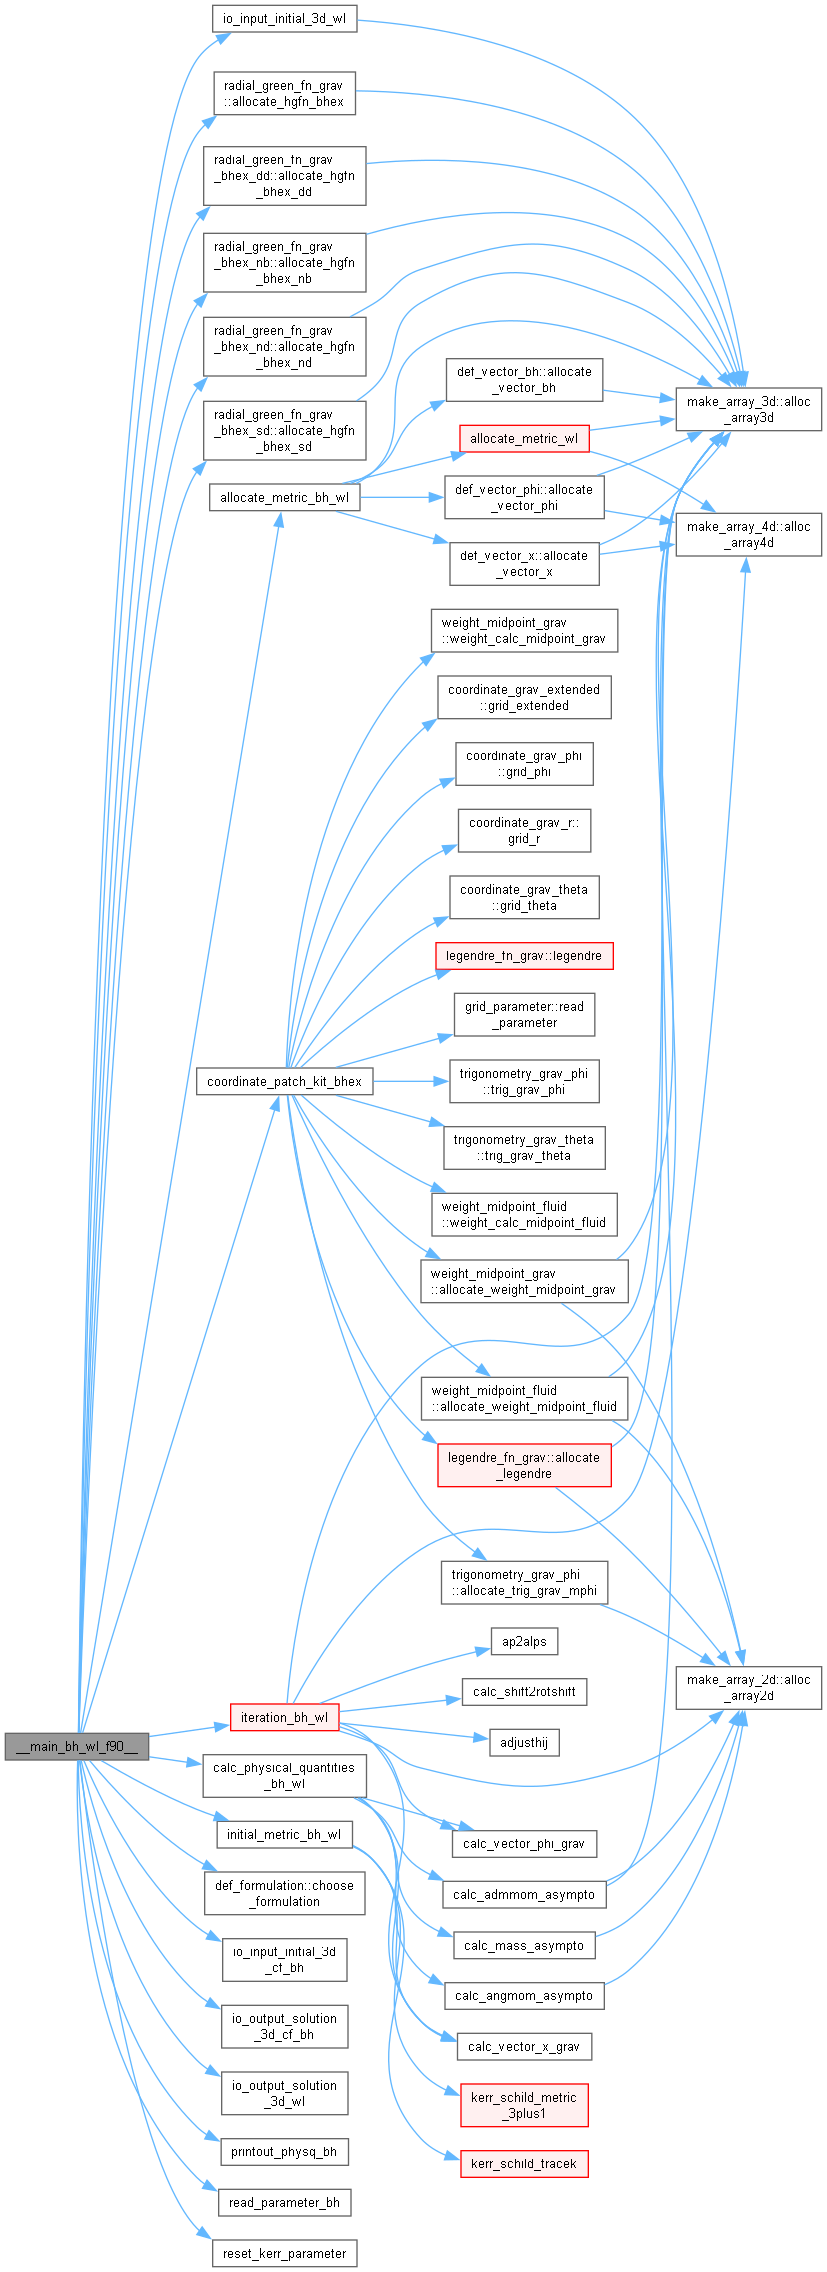 io_input_initial_3d_wl
radial_green_fn_grav
::allocate_hgfn_bhex
radial_green_fn_grav
_bhex_dd::allocate_hgfn
_bhex_dd
radial_green_fn_grav
_bhex_nb::allocate_hgfn
_bhex_nb
radial_green_fn_grav
_bhex_nd::allocate_hgfn
_bhex_nd
radial_green_fn_grav
_bhex_sd::allocate_hgfn
_bhex_sd
allocate_metric_bh_wl
def_vector_bh::allocate
_vector_bh
allocate_metric_wl
def_vector_phi::allocate
_vector_phi
def_vector_x::allocate
_vector_x
make_array_3d::alloc
_array3d
make_array_4d::alloc
_array4d
weight_midpoint_grav
::weight_calc_midpoint_grav
coordinate_grav_extended
::grid_extended
coordinate_grav_phi
::grid_phi
coordinate_grav_r::
grid_r
coordinate_grav_theta
::grid_theta
legendre_fn_grav::legendre
grid_parameter::read
_parameter
coordinate_patch_kit_bhex
trigonometry_grav_phi
::trig_grav_phi
trigonometry_grav_theta
::trig_grav_theta
weight_midpoint_fluid
::weight_calc_midpoint_fluid
weight_midpoint_grav
::allocate_weight_midpoint_grav
weight_midpoint_fluid
::allocate_weight_midpoint_fluid
legendre_fn_grav::allocate
_legendre
trigonometry_grav_phi
::allocate_trig_grav_mphi
make_array_2d::alloc
_array2d
ap2alps
calc_shift2rotshift
iteration_bh_wl
adjusthij
__main_bh_wl_f90__
calc_physical_quantities
_bh_wl
initial_metric_bh_wl
calc_vector_phi_grav
def_formulation::choose
_formulation
calc_admmom_asympto
io_input_initial_3d
_cf_bh
calc_mass_asympto
calc_angmom_asympto
io_output_solution
_3d_cf_bh
calc_vector_x_grav
io_output_solution
_3d_wl
kerr_schild_metric
_3plus1
printout_physq_bh
kerr_schild_tracek
read_parameter_bh
reset_kerr_parameter